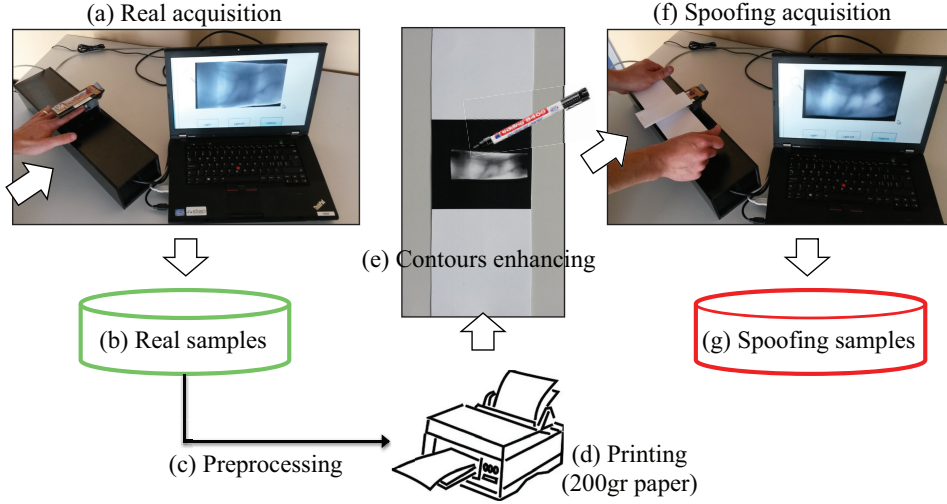 (a) Real acquisition
(f) Spoofing acquisition
(e) Contours enhancing
(b) Real samples
(g) Spoofing samples
(c) Preprocessing
(d) Printing
(200gr paper)